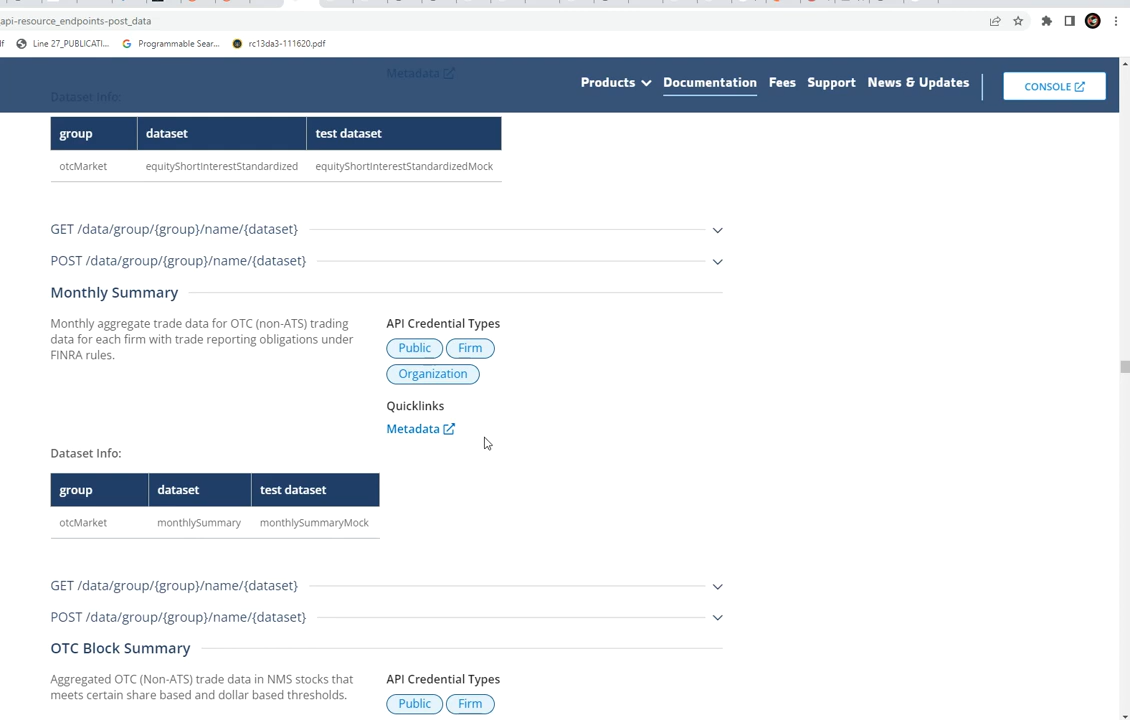 api-resource_endpoints-post_data
Line 27_PUBLICATI...
Programmable Sear...
rc13da3-111620.pdf
Metadata
Products
Documentation
Fees
Support
News & Updates
CONSOLE
Dataset Info:
group dataset test dataset
otcMarket equityShortInterestStandardized equityShortInterestStandardizedMock
GET /data/group/{group}/name/{dataset}
POST /data/group/{group}/name/{dataset}
Monthly Summary
Monthly aggregate trade data for OTC (non-ATS) trading
data for each firm with trade reporting obligations under
FINRA rules.
API Credential Types
Public Firm
Organization
Quicklinks
Metadata
Dataset Info:
group dataset test dataset
otcMarket monthlySummary monthlySummaryMock
GET /data/group/{group}/name/{dataset}
POST /data/group/{group}/name/{dataset}
OTC Block Summary
Aggregated OTC (Non-ATS) trade data in NMS stocks that
meets certain share based and dollar based thresholds.
API Credential Types
Public Firm